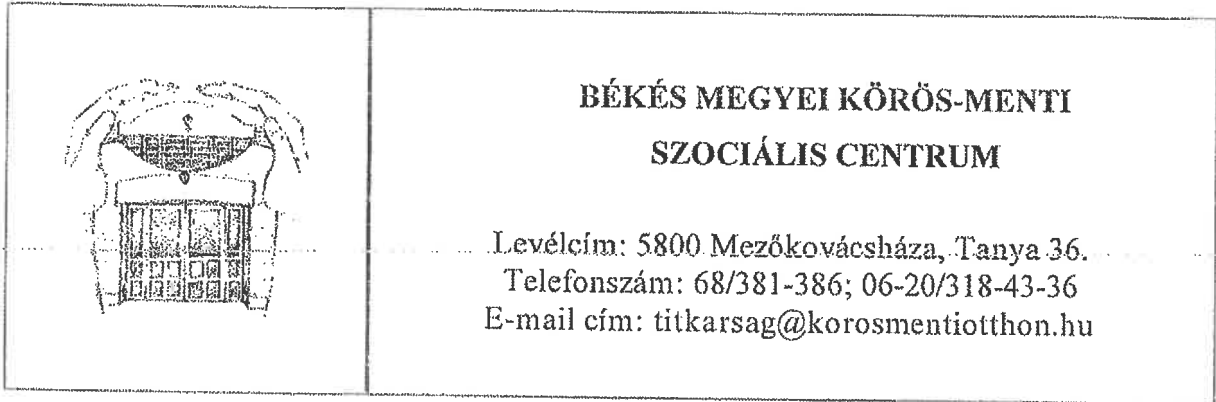 BÉKÉS MEGYEI KÖRÖS-MENTI
SZOCIÁLIS CENTRUM
Levélcím: 5800 Mezőkovácsháza, Tanya 36.
Telefonszám: 68/381-386; 06-20/318-43-36
E-mail cím: titkarsag@korosmentiotthon.hu